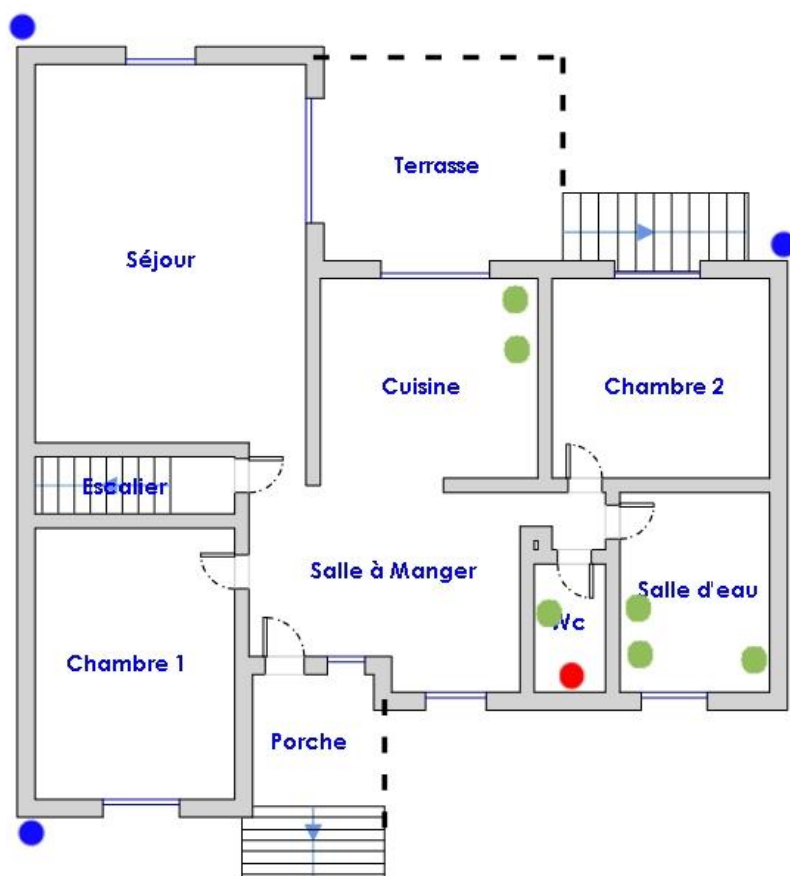 Terrasse
Séjour
Cuisine
Chambre 2
Escalier
Salle à Manger
Salle d'eau
Wc
Chambre 1
Porche